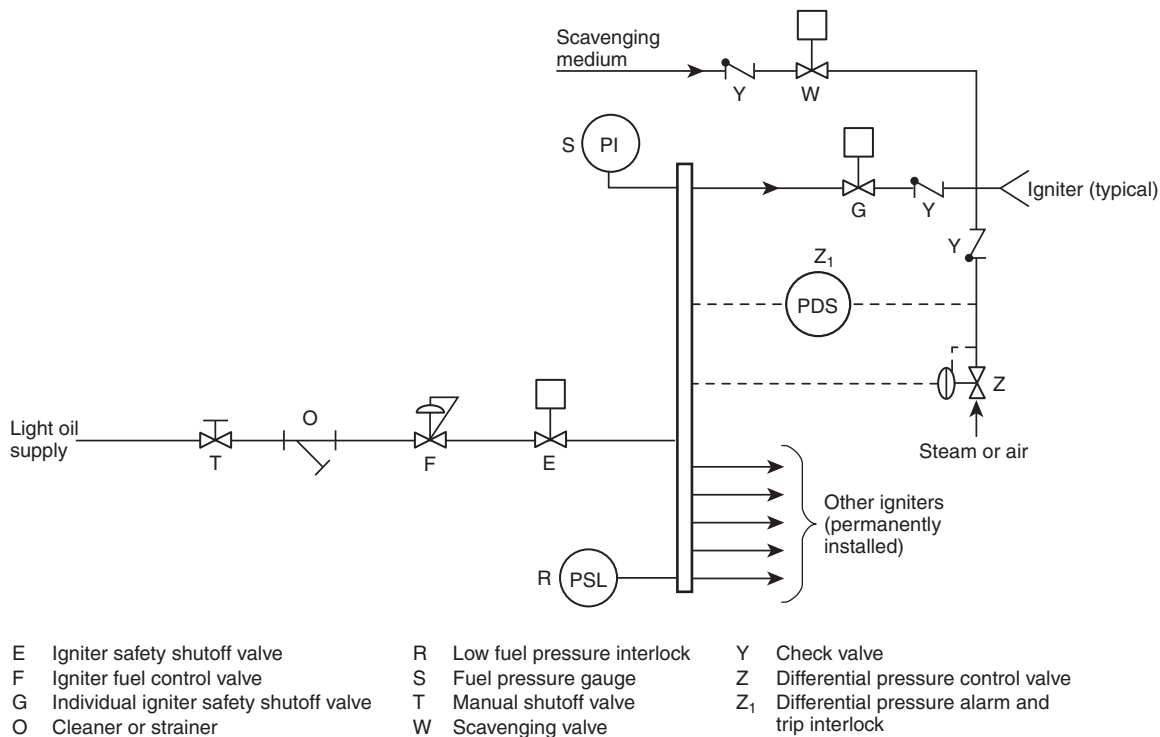 Scavenging
medium
Y
W
S
PI
G
Y
Igniter (typical)
Y
Z1
PDS
Z
Steam or air
Light oil
supply
T
O
F
E
Other igniters
(permanently
installed)
R
PSL
E Igniter safety shutoff valve
F Igniter fuel control valve
G Individual igniter safety shutoff valve
O Cleaner or strainer
R Low fuel pressure interlock
S Fuel pressure gauge
T Manual shutoff valve
W Scavenging valve
Y Check valve
Z Differential pressure control valve
Z1 Differential pressure alarm and
trip interlock